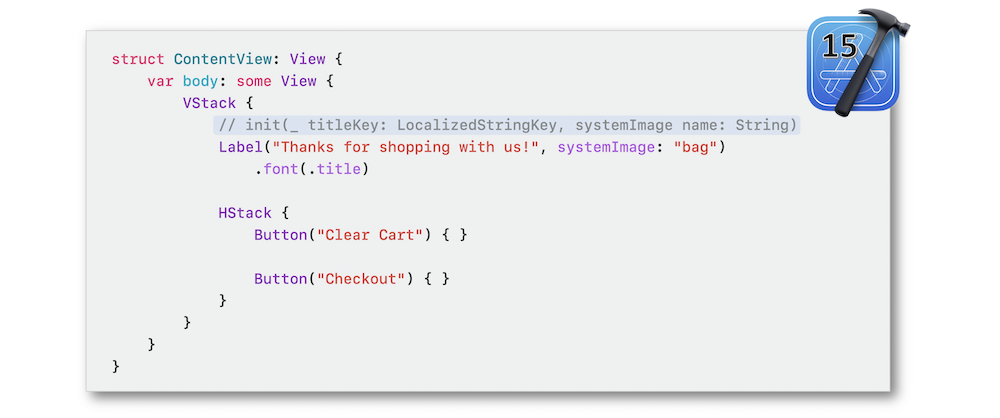 15
struct ContentView: View {
    var body: some View {
        VStack {
            // init(_ titleKey: LocalizedStringKey, systemImage name: String)
            Label("Thanks for shopping with us!", systemImage: "bag")
                .font(.title)

            HStack {
                Button("Clear Cart") { }

                Button("Checkout") { }
            }
        }
    }
}